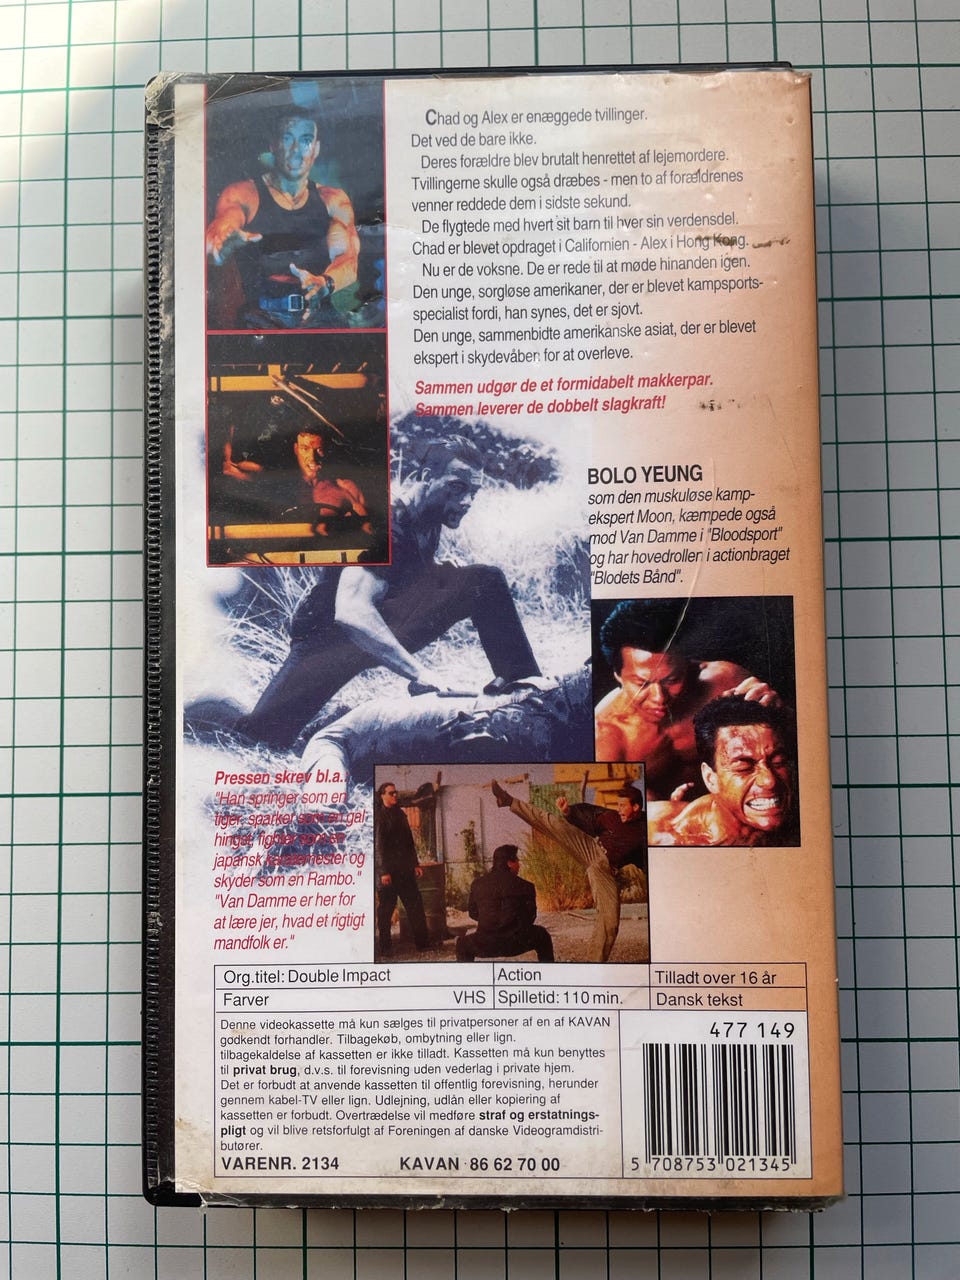 Chad og Alex er enæggede tvillinger.
Det ved de bare ikke.
Deres forældre blev brutalt henrettet af lejemordere.
Tvillingerne skulle også dræbes - men to af forældrenes
venner reddede dem i sidste sekund.
De flygtede med hvert sit barn til hver sin verdensdel.
Chad er blevet opdraget i Californien - Alex i Hong Kong.
Nu er de voksne. De er rede til at møde hinanden igen.
Den unge, sorgløse amerikaner, der er blevet kampsports-
specialist fordi, han synes, det er sjovt.
Den unge, sammenbidte amerikanske asiat, der er blevet
ekspert i skydevåben for at overleve.
Sammen udgør de et formidabelt makkerpar.
Sammen leverer de dobbelt slagkraft!
BOLO YEUNG
som den muskuløse kamp-
ekspert Moon, kæmpede også
mod Van Damme i "Bloodsport"
og har hovedrollen i actionbraget
"Blodets Bånd".
Pressen skrev bl.a.:
"Han springer som en
tiger, sparker som en gal
hingst, fighter som en
japansk karatemester og
skyder som en Rambo."
"Van Damme er her for
at lære jer, hvad et rigtigt
mandfolk er."
Org.titel: Double Impact Action Tilladt over 16 år
Farver VHS Spilletid: 110 min. Dansk tekst
Denne videokassette må kun sælges til privatpersoner af en af KAVAN
godkendt forhandler. Tilbagekøb, ombytning eller lign.
tilbagekaldelse af kassetten er ikke tilladt. Kassetten må kun benyttes
til privat brug, d.v.s. til forevisning uden vederlag i private hjem.
Det er forbudt at anvende kassetten til offentlig forevisning, herunder
gennem kabel-TV eller lign. Udlejning, udlån eller kopiering af
kassetten er forbudt. Overtrædelse vil medføre straf og erstatnings-
pligt og vil blive retsforfulgt af Foreningen af danske Videogramdistri-
butører.
VARENR. 2134 KAVAN 86 62 70 00
477 149
5 708753 021345